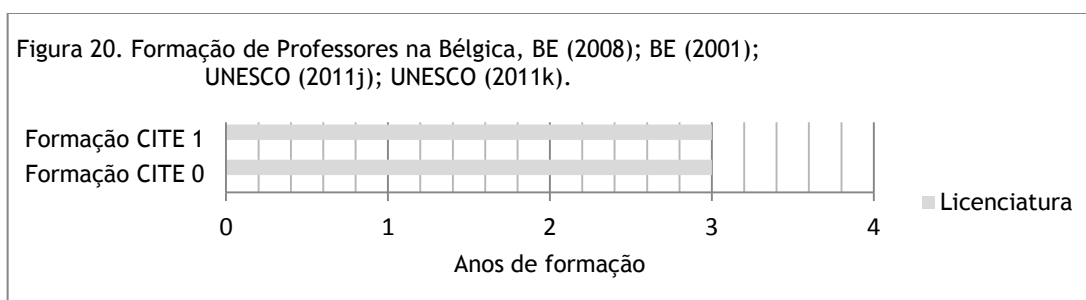 Figura 20. Formação de Professores na Bélgica, BE (2008); BE (2001);
UNESCO (2011j); UNESCO (2011k).
Formação CITE 1
Formação CITE 0
0 1 2 3 4
Licenciatura
Anos de formação